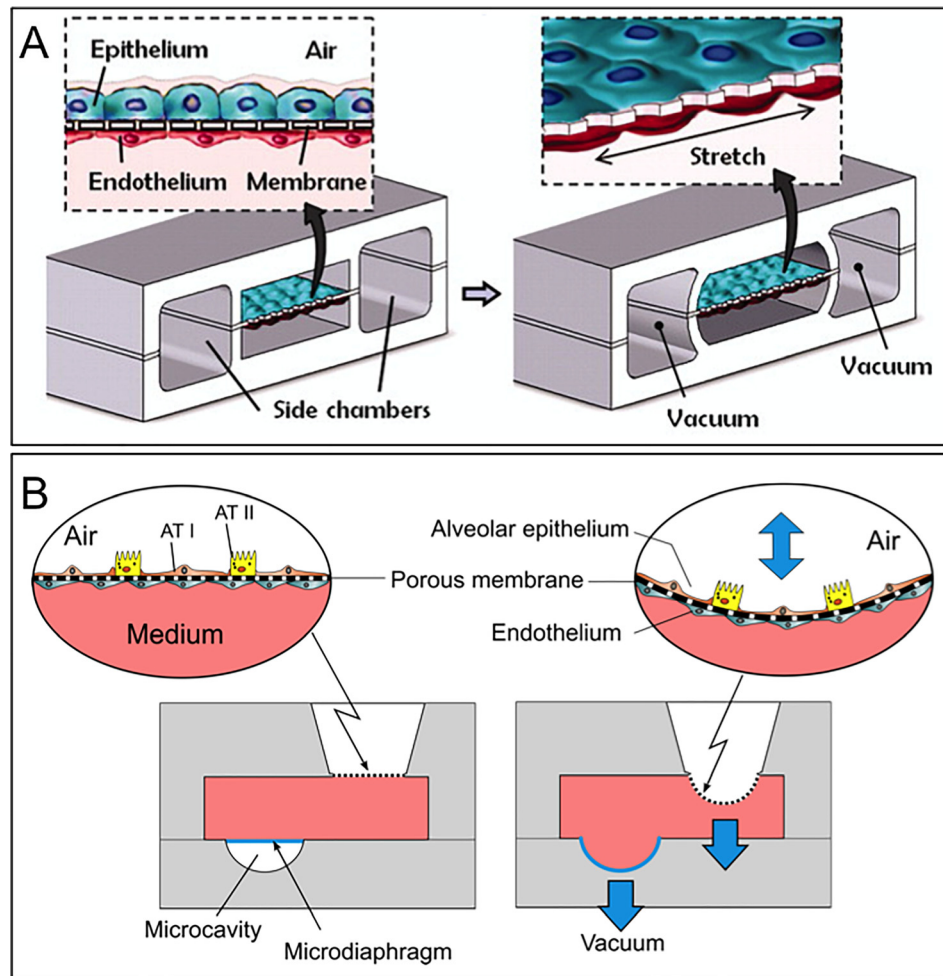 A
Epithelium
Air
Endothelium
Membrane
Stretch
Side chambers
Vacuum
Vacuum
B
Air
AT I
AT II
Medium
Alveolar epithelium
Air
Porous membrane
Endothelium
Microcavity
Microdiaphragm
Vacuum